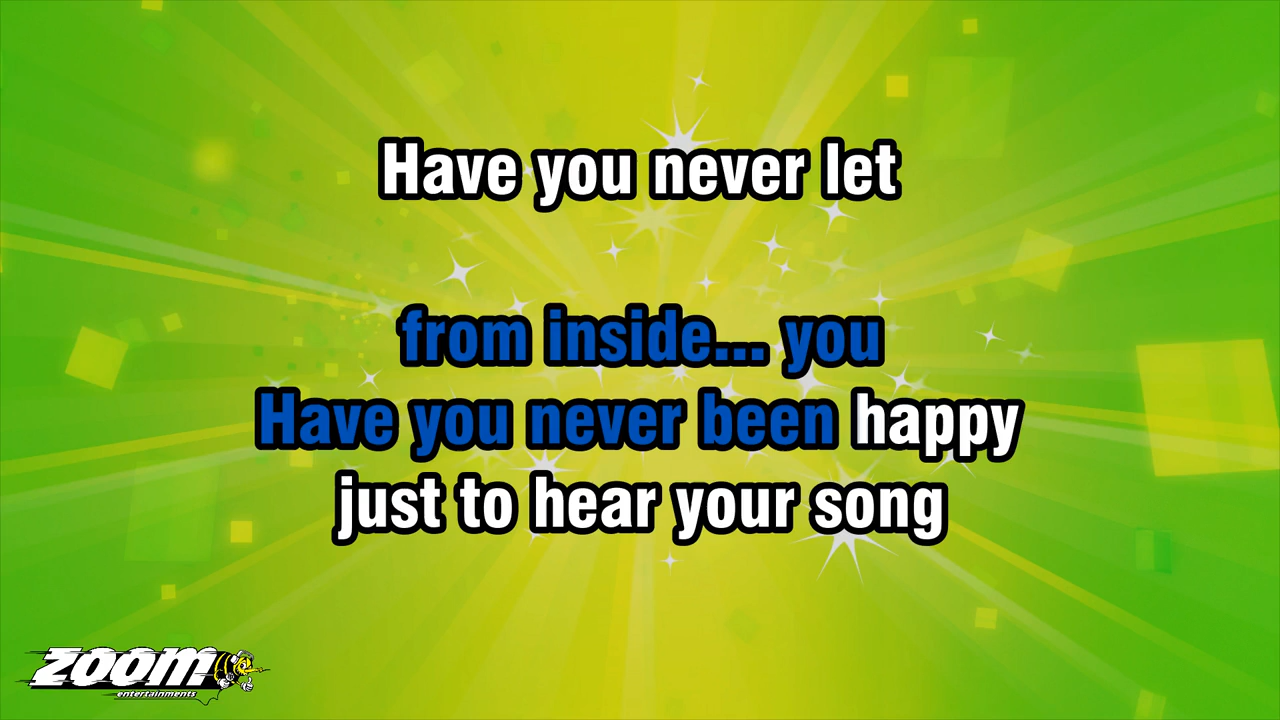 Have you never let
from inside... you
Have you never been happy
just to hear your song
zoom
entertainments